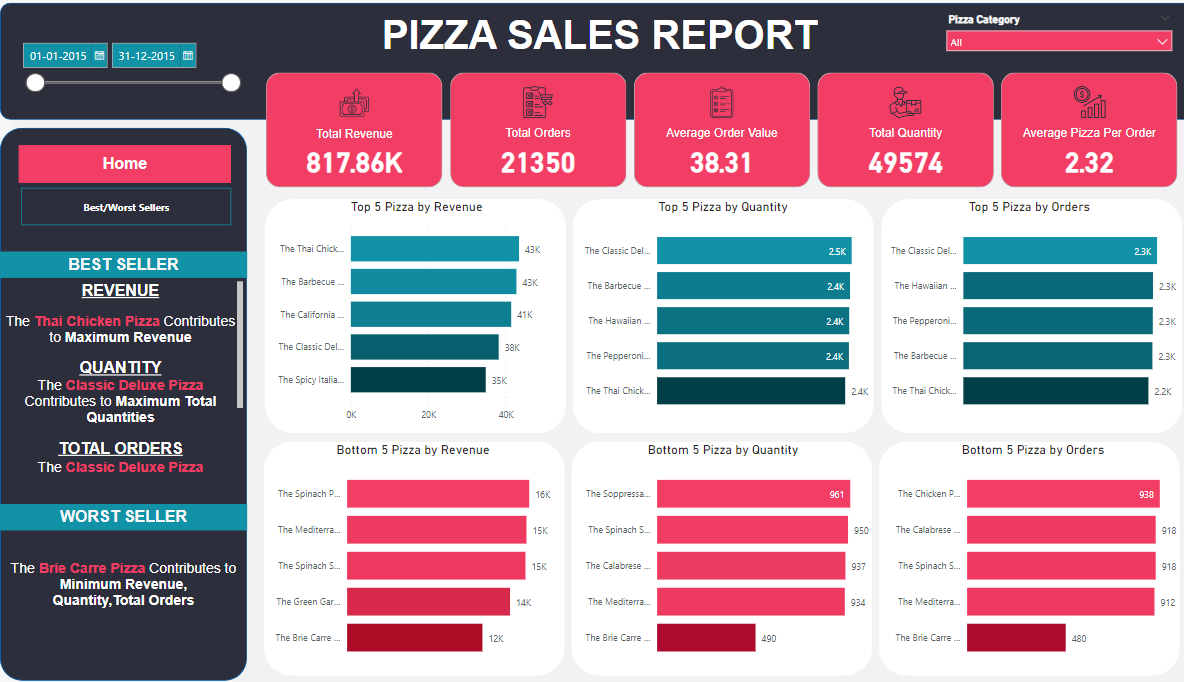 PIZZA SALES REPORT
Pizza Category
All
01-01-2015
31-12-2015
Total Revenue
817.86K
Total Orders
21350
Average Order Value
38.31
Total Quantity
49574
Average Pizza Per Order
2.32
Home
Best/Worst Sellers
BEST SELLER
REVENUE
The Thai Chicken Pizza Contributes
to Maximum Revenue
QUANTITY
The Classic Deluxe Pizza
Contributes to Maximum Total
Quantities
TOTAL ORDERS
The Classic Deluxe Pizza
WORST SELLER
The Brie Carre Pizza Contributes to
Minimum Revenue,
Quantity,Total Orders
Top 5 Pizza by Revenue
The Thai Chick... 43K
The Barbecue ... 43K
The California ... 41K
The Classic Del... 38K
The Spicy Italia... 35K
0K 20K 40K
Top 5 Pizza by Quantity
The Classic Del... 2.5K
The Barbecue ... 2.4K
The Hawaiian ... 2.4K
The Pepperoni... 2.4K
The Thai Chick... 2.4K
Top 5 Pizza by Orders
The Classic Del... 2.3K
The Hawaiian ... 2.3K
The Pepperoni... 2.3K
The Barbecue ... 2.3K
The Thai Chick... 2.2K
Bottom 5 Pizza by Revenue
The Spinach P... 16K
The Mediterra... 15K
The Spinach S... 15K
The Green Gar... 14K
The Brie Carre ... 12K
Bottom 5 Pizza by Quantity
The Soppressa... 961
The Spinach S... 950
The Calabrese ... 937
The Mediterra... 934
The Brie Carre ... 490
Bottom 5 Pizza by Orders
The Chicken P... 938
The Calabrese ... 918
The Spinach S... 918
The Mediterra... 912
The Brie Carre ... 480